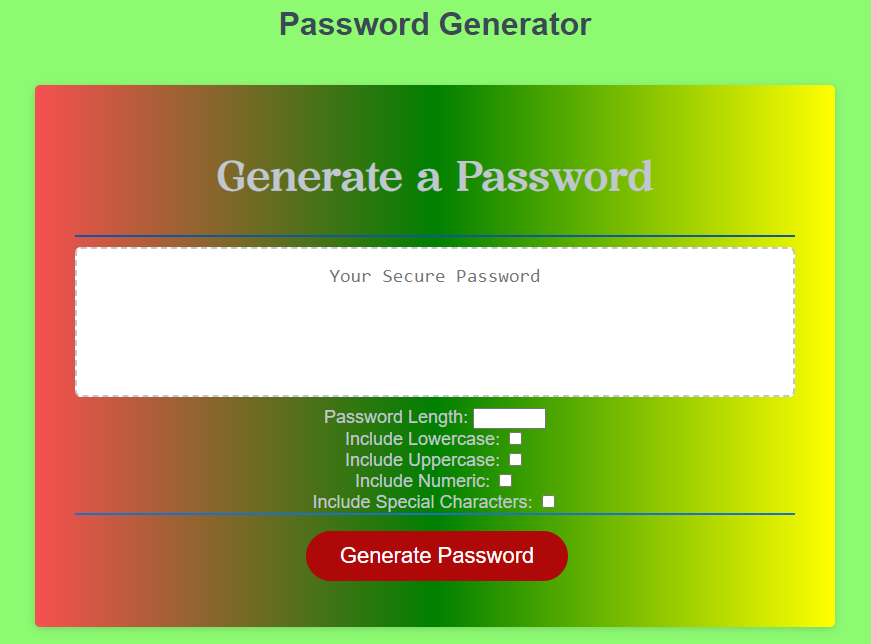 Password Generator
Generate a Password
Your Secure Password
Password Length:
Include Lowercase:
Include Uppercase:
Include Numeric:
Include Special Characters:
Generate Password